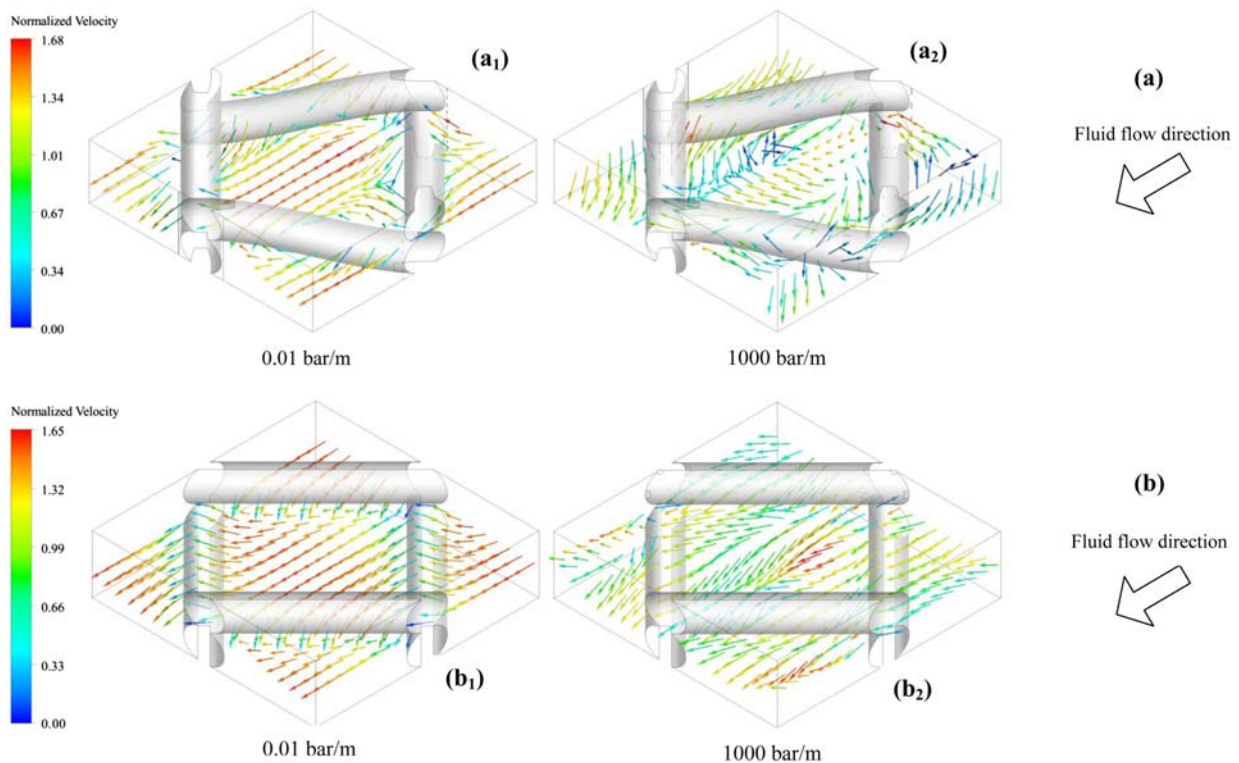 Normalized Velocity
1.68
1.34
1.01
0.67
0.34
0.00
(a₁)
0.01 bar/m
(a₂)
1000 bar/m
(a)
Fluid flow direction
Normalized Velocity
1.65
1.32
0.99
0.66
0.33
0.00
(b₁)
0.01 bar/m
(b₂)
1000 bar/m
(b)
Fluid flow direction